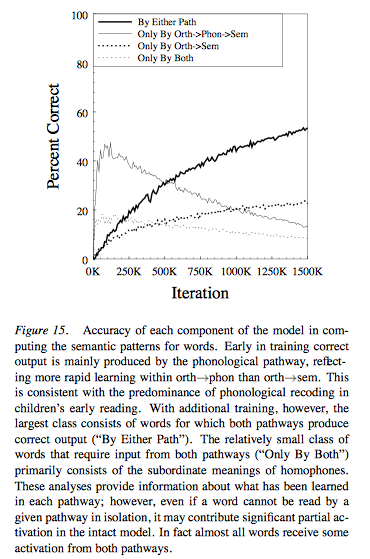 100
80
60
40
20
0
Percent Correct
By Either Path
Only By Orth->Phon->Sem
Only By Orth->Sem
Only By Both
0K 250K 500K 750K 1000K 1250K 1500K
Iteration
Figure 15. Accuracy of each component of the model in com-
puting the semantic patterns for words. Early in training correct
output is mainly produced by the phonological pathway, reflect-
ing more rapid learning within orth→phon than orth→sem. This
is consistent with the predominance of phonological recoding in
children's early reading. With additional training, however, the
largest class consists of words for which both pathways produce
correct output ("By Either Path"). The relatively small class of
words that require input from both pathways ("Only By Both")
primarily consists of the subordinate meanings of homophones.
These analyses provide information about what has been learned
in each pathway; however, even if a word cannot be read by a
given pathway in isolation, it may contribute significant partial ac-
tivation in the intact model. In fact almost all words receive some
activation from both pathways.